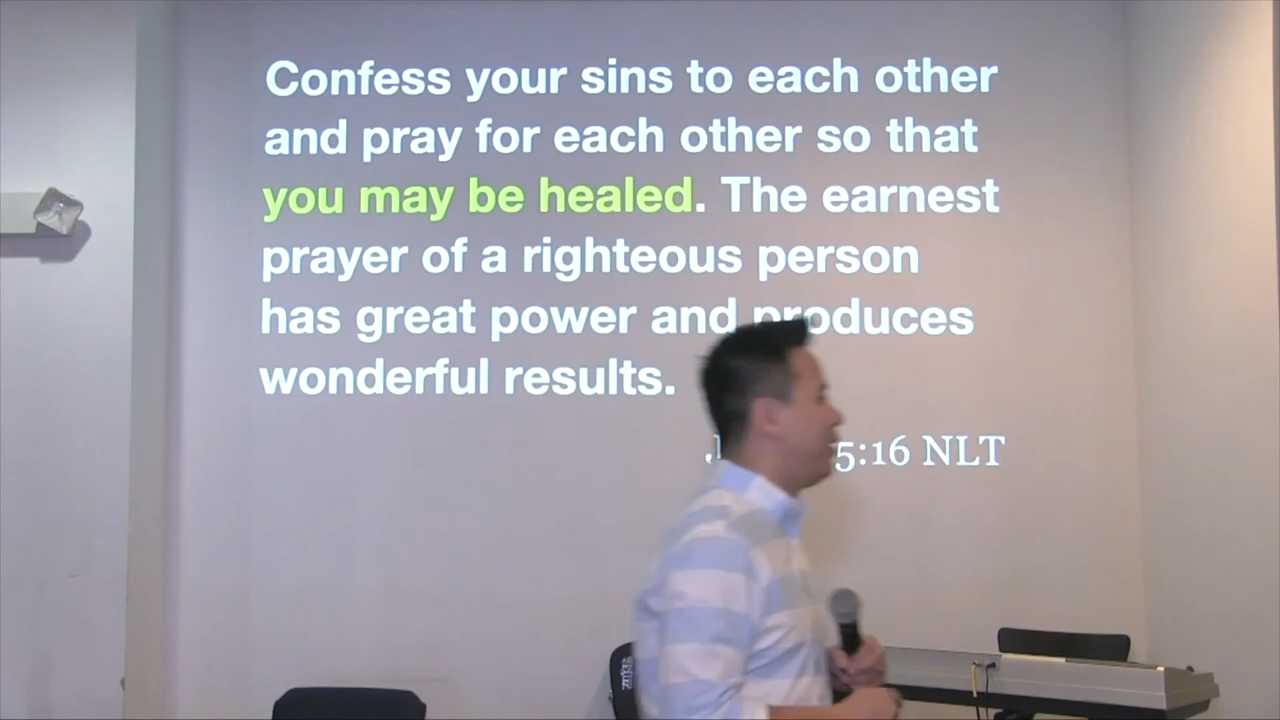 Confess your sins to each other
and pray for each other so that
you may be healed. The earnest
prayer of a righteous person
has great power and produces
wonderful results.
5:16 NLT